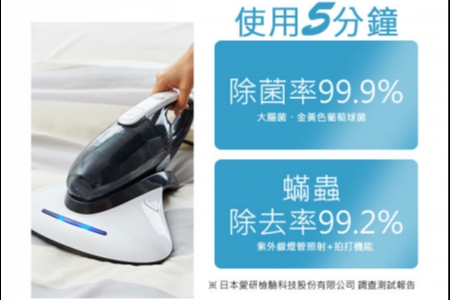 使用5分鐘
除菌率99.9%
大腸菌、金黃色葡萄球菌
蟎蟲
除去率99.2%
紫外線燈管照射+拍打機能
※ 日本愛研檢驗科技股份有限公司 調查測試報告